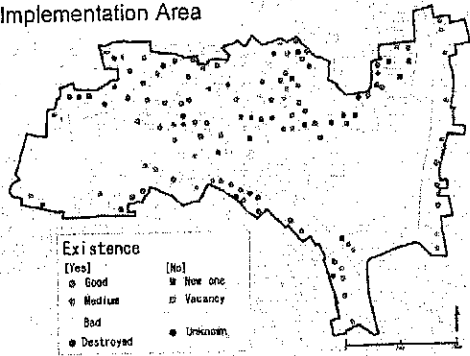 Implementation Area
Existence
[Yes] [No]
Good New one
Medium Vacancy
Bad
Destroyed Unknown